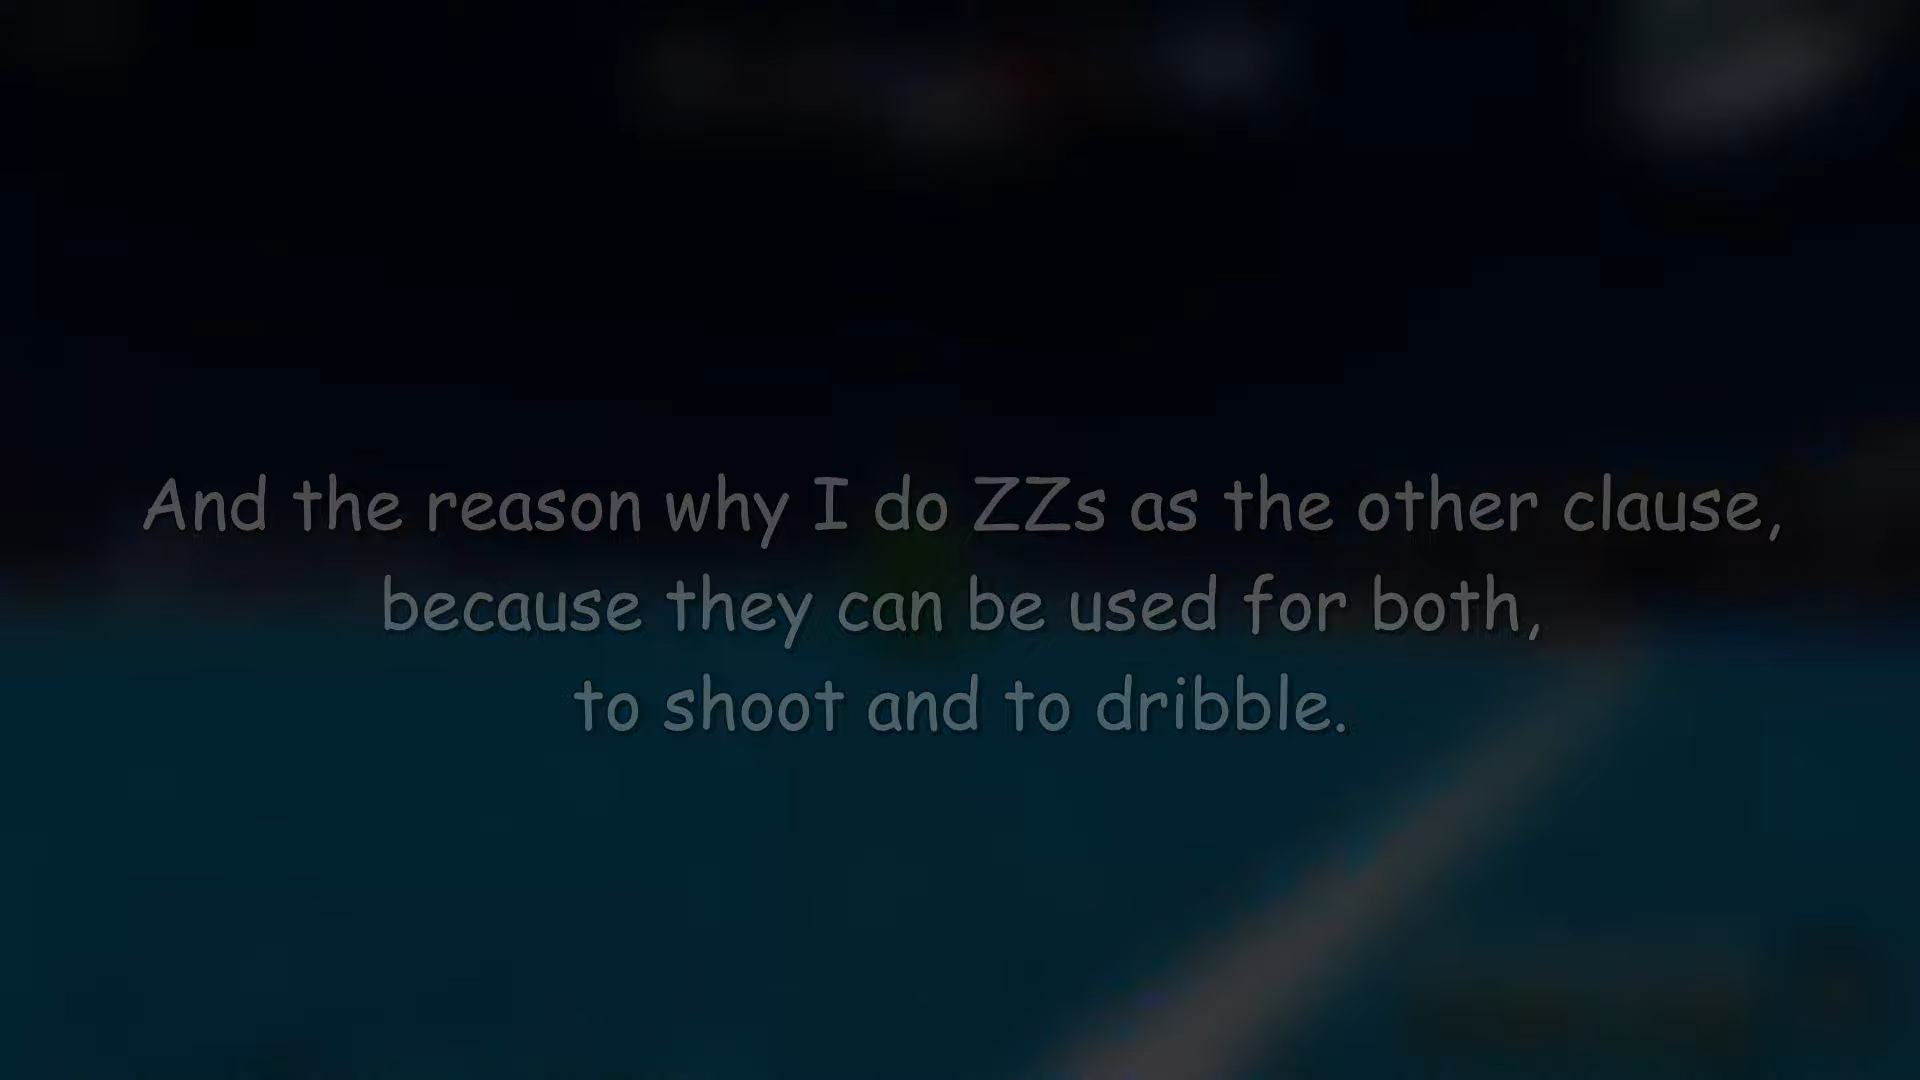 And the reason why I do ZZs as the other clause,
because they can be used for both,
to shoot and to dribble.